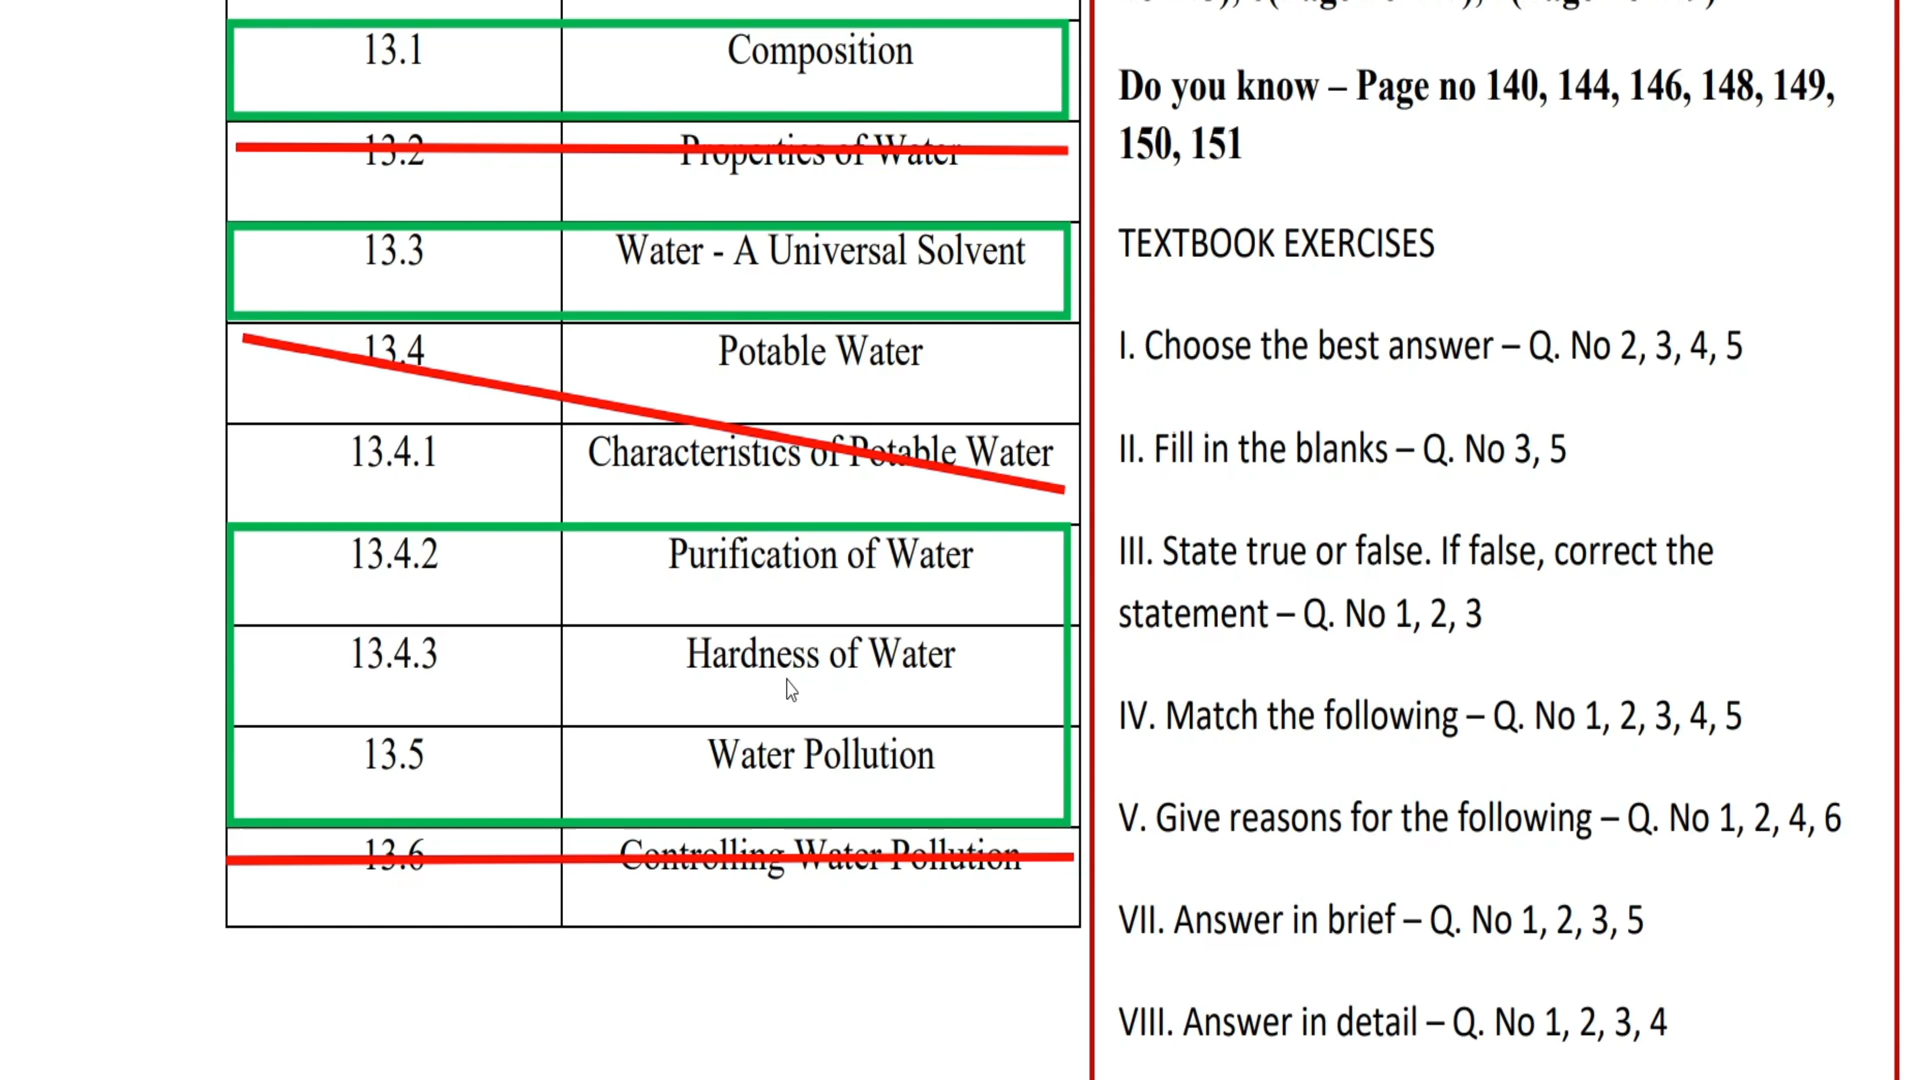 13.1 Composition
13.2 Properties of Water
13.3 Water - A Universal Solvent
13.4 Potable Water
13.4.1 Characteristics of Potable Water
13.4.2 Purification of Water
13.4.3 Hardness of Water
13.5 Water Pollution
13.6 Controlling Water Pollution
Do you know – Page no 140, 144, 146, 148, 149,
150, 151
TEXTBOOK EXERCISES
I. Choose the best answer – Q. No 2, 3, 4, 5
II. Fill in the blanks – Q. No 3, 5
III. State true or false. If false, correct the
statement – Q. No 1, 2, 3
IV. Match the following – Q. No 1, 2, 3, 4, 5
V. Give reasons for the following – Q. No 1, 2, 4, 6
VII. Answer in brief – Q. No 1, 2, 3, 5
VIII. Answer in detail – Q. No 1, 2, 3, 4